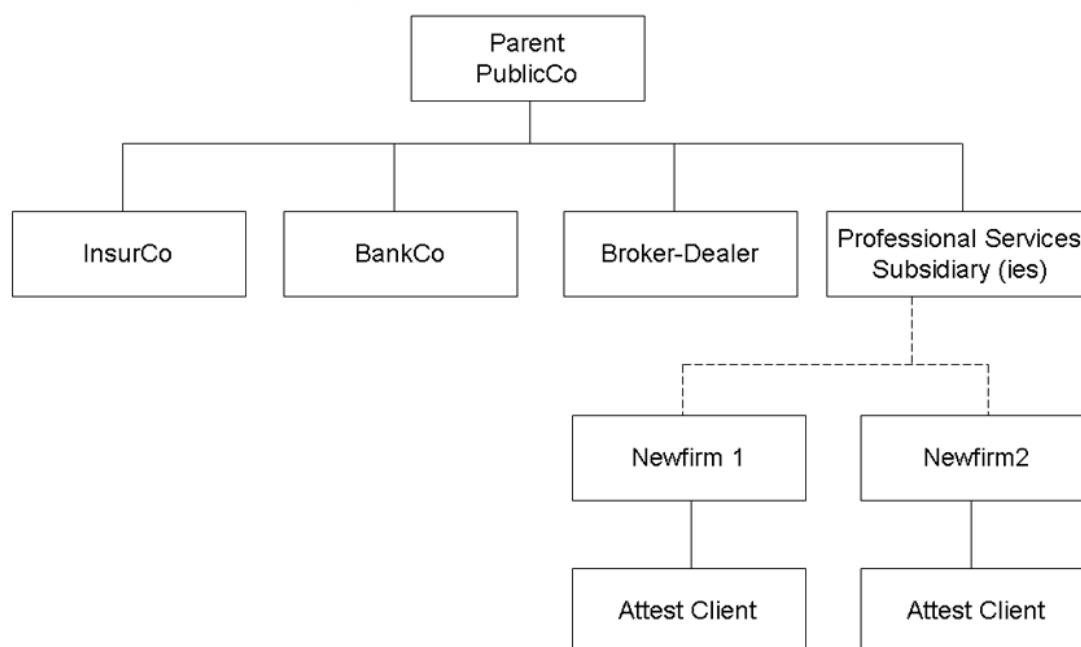 Parent
PublicCo
InsurCo
BankCo
Broker-Dealer
Professional Services
Subsidiary (ies)
Newfirm 1
Newfirm2
Attest Client
Attest Client